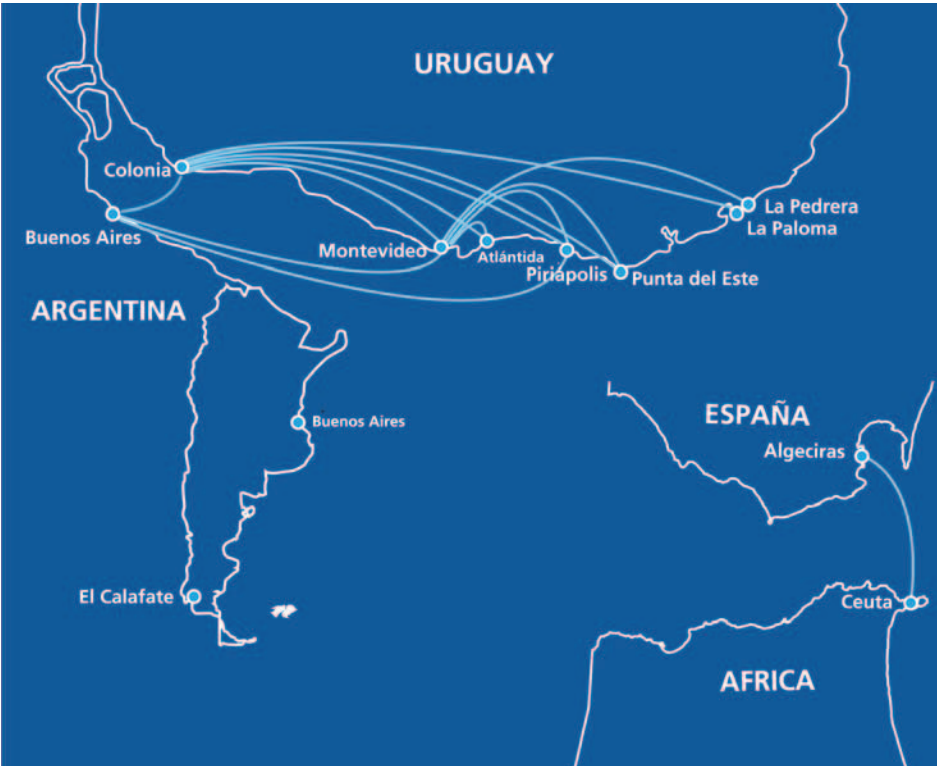 URUGUAY
Colonia
Buenos Aires
Montevideo
Atlántida
Piriápolis
Punta del Este
La Pedrera
La Paloma
ARGENTINA
Buenos Aires
El Calafate
ESPAÑA
Algeciras
Ceuta
AFRICA